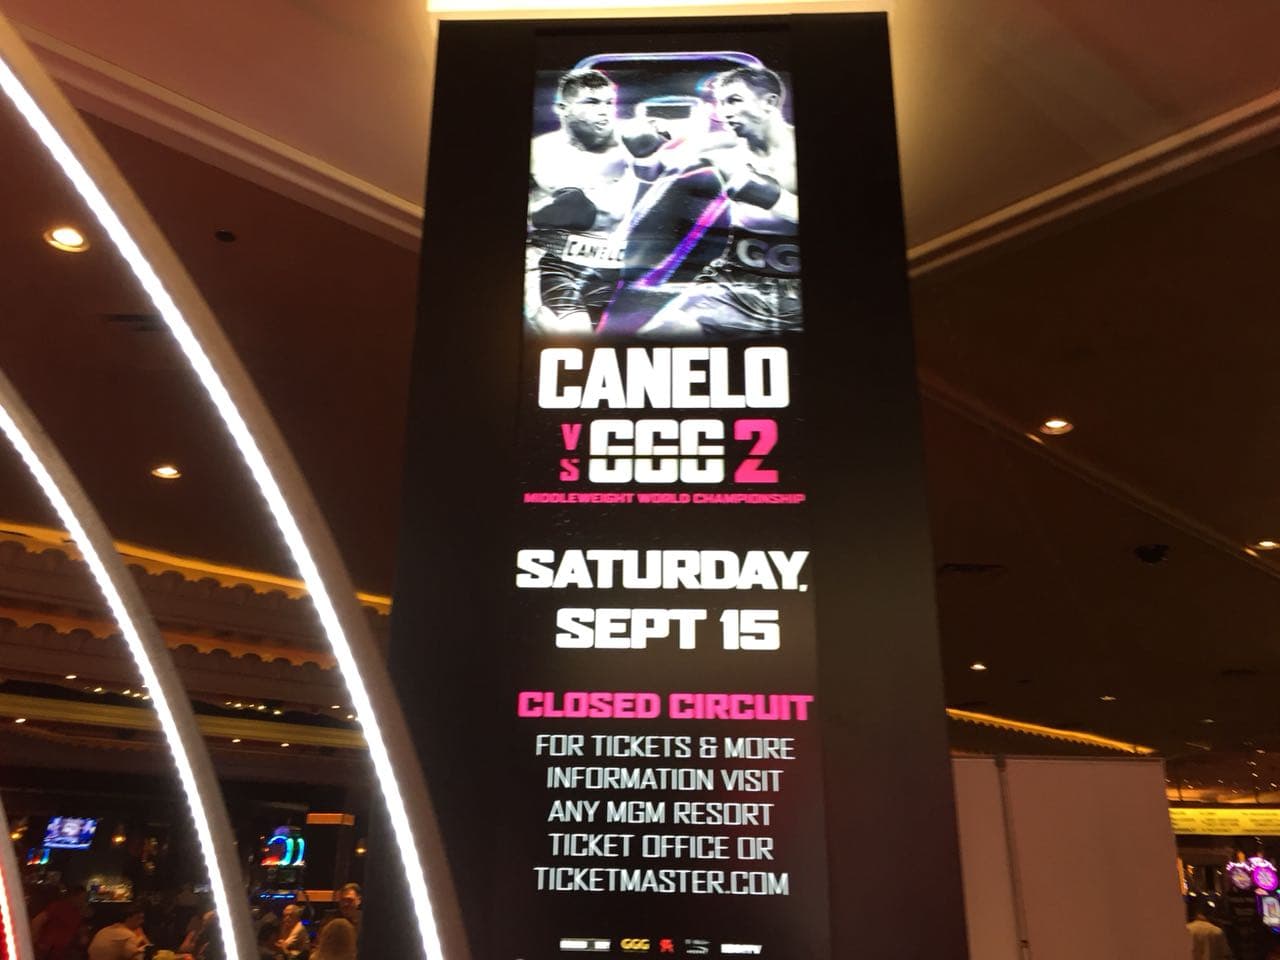 CANELO
CG
CANELO
VS GGG 2
MIDDLEWEIGHT WORLD CHAMPIONSHIP
SATURDAY,
SEPT 15
CLOSED CIRCUIT
FOR TICKETS & MORE
INFORMATION VISIT
ANY MGM RESORT
TICKET OFFICE OR
TICKETMASTER.COM
GGG